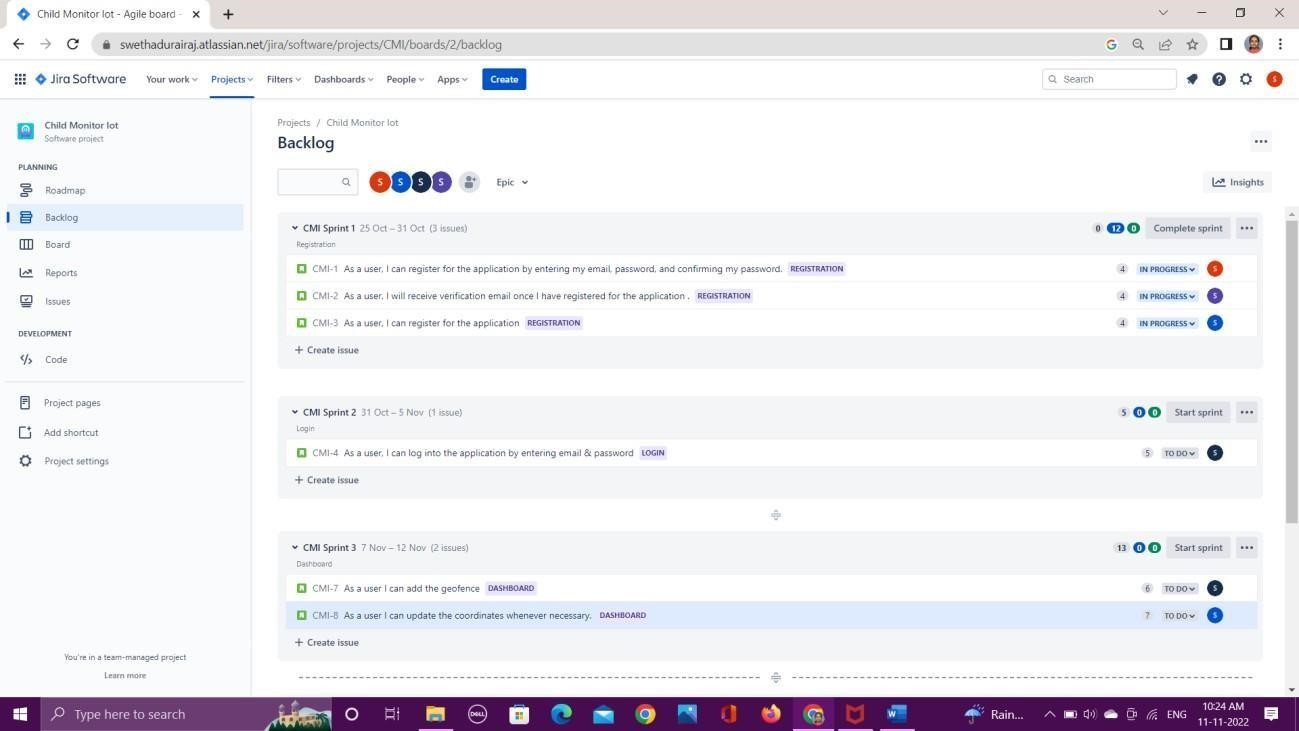 Child Monitor Iot - Agile board -
swethadurairaj.atlassian.net/jira/software/projects/CMI/boards/2/backlog
Jira Software Your work Projects Filters Dashboards People Apps Create Search S
Child Monitor Iot
Software project
PLANNING
Roadmap
Backlog
Board
Reports
Issues
DEVELOPMENT
Code
Project pages
Add shortcut
Project settings
You're in a team-managed project
Learn more
Projects / Child Monitor Iot
Backlog
S S S S Epic Insights
CMI Sprint 1 25 Oct – 31 Oct (3 issues) 0 12 0 Complete sprint
Registration
CMI-1 As a user, I can register for the application by entering my email, password, and confirming my password. REGISTRATION 4 IN PROGRESS S
CMI-2 As a user, I will receive verification email once I have registered for the application . REGISTRATION 4 IN PROGRESS S
CMI-3 As a user, I can register for the application REGISTRATION 4 IN PROGRESS S
+ Create issue
CMI Sprint 2 31 Oct – 5 Nov (1 issue) 5 0 0 Start sprint
Login
CMI-4 As a user, I can log into the application by entering email & password LOGIN 5 TO DO S
+ Create issue
CMI Sprint 3 7 Nov – 12 Nov (2 issues) 13 0 0 Start sprint
Dashboard
CMI-7 As a user I can add the geofence DASHBOARD 6 TO DO S
CMI-8 As a user I can update the coordinates whenever necessary. DASHBOARD 7 TO DO S
+ Create issue
Type here to search DELL Rain... ENG 10:24 AM
11-11-2022